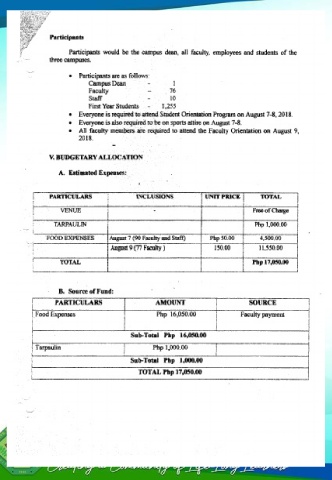 Participants
Participants would be the campus dean, all faculty, employees and students of the
three campuses.
• Participants are as follows:
Campus Dean - 1
Faculty - 76
Staff - 10
First Year Students - 1,255
• Everyone is required to attend Student Orientation Program on August 7-8, 2018.
• Everyone is also required to be on sports attire on August 7-8.
• All faculty members are required to attend the Faculty Orientation on August 9,
2018.
V. BUDGETARY ALLOCATION
A. Estimated Expenses:
PARTICULARS INCLUSIONS UNIT PRICE TOTAL
VENUE - Free of Charge
TARPAULIN Php 1,000.00
FOOD EXPENSES August 7 (90 Faculty and Staff) Php 50.00 4,500.00
August 9 (77 Faculty ) 150.00 11,550.00
TOTAL Php 17,050.00
B. Source of Fund:
PARTICULARS AMOUNT SOURCE
Food Expenses Php 16,050.00 Faculty payment
Sub-Total Php 16,050.00
Tarpaulin Php 1,000.00
Sub-Total Php 1,000.00
TOTAL Php 17,050.00
Creating a Community of Life Long Learners